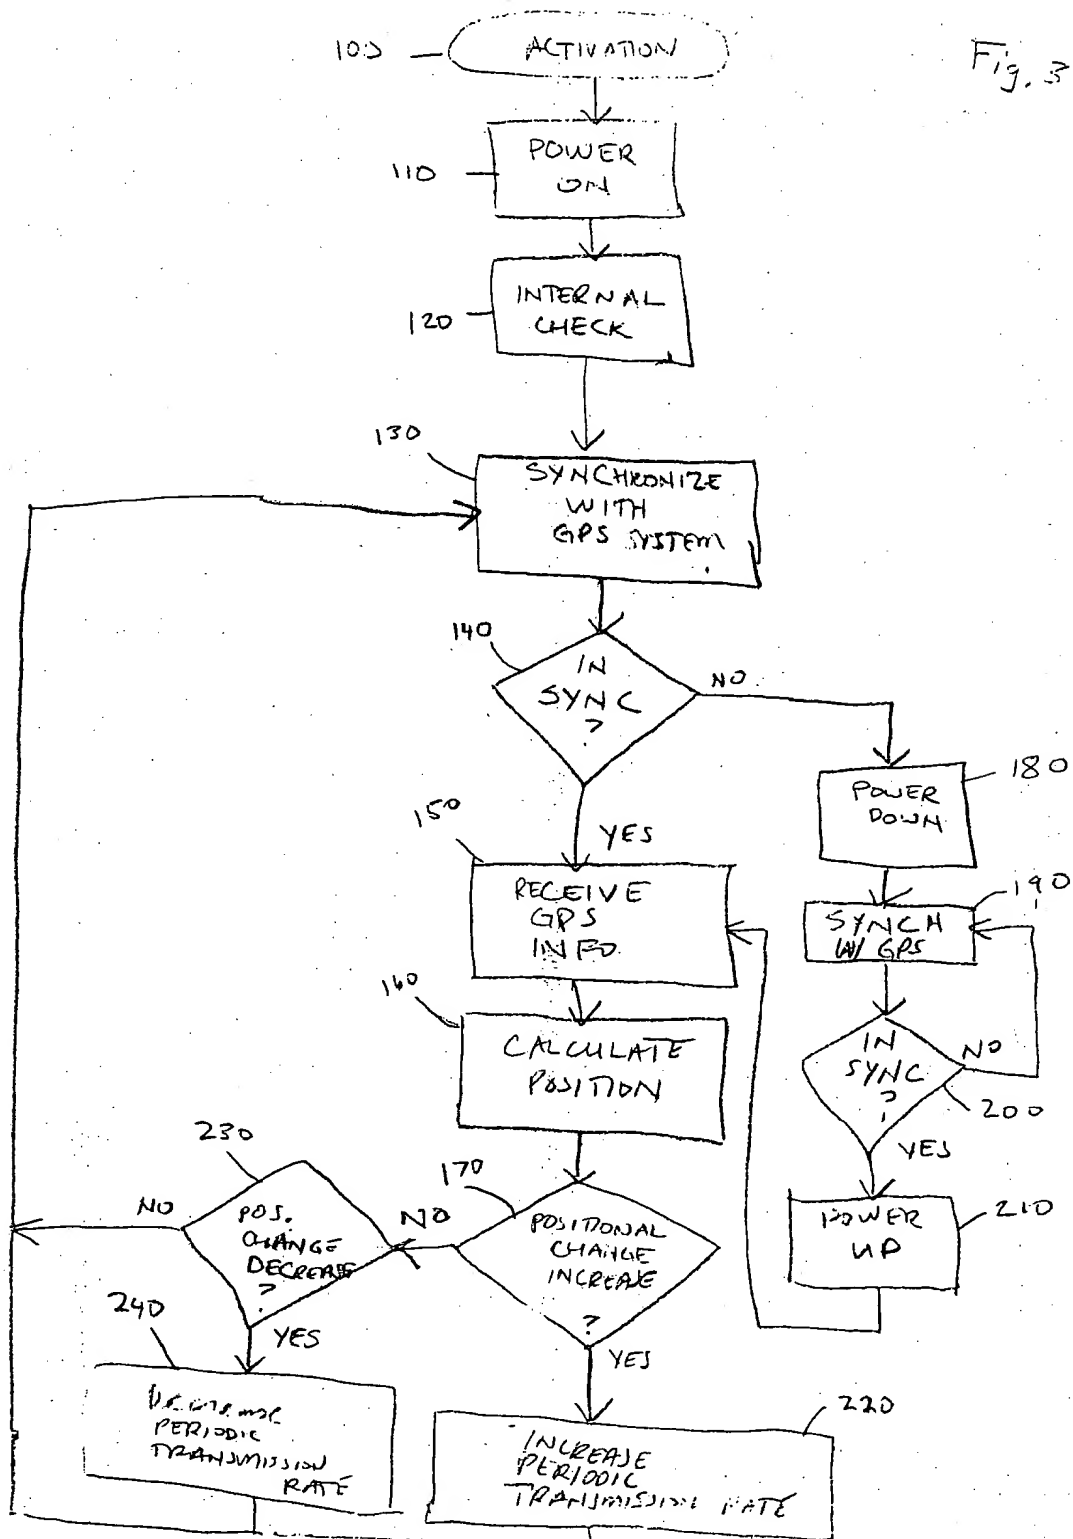 100
ACTIVATION
Fig. 3
POWER
ON
110
INTERNAL
CHECK
120
130
SYNCHRONIZE
WITH
GPS SYSTEM
140
IN
SYNC
?
NO
YES
180
POWER
DOWN
150
RECEIVE
GPS
INFO
190
SYNCH
W/ GPS
160
CALCULATE
POSITION
IN
SYNC
?
NO
200
YES
230
POS.
CHANGE
DECREASE
?
NO
170
NO
POSITIONAL
CHANGE
INCREASE
?
POWER
UP
210
240
YES
YES
PERIODIC
TRANSMISSION
RATE
220
INCREASE
PERIODIC
TRANSMISSION RATE